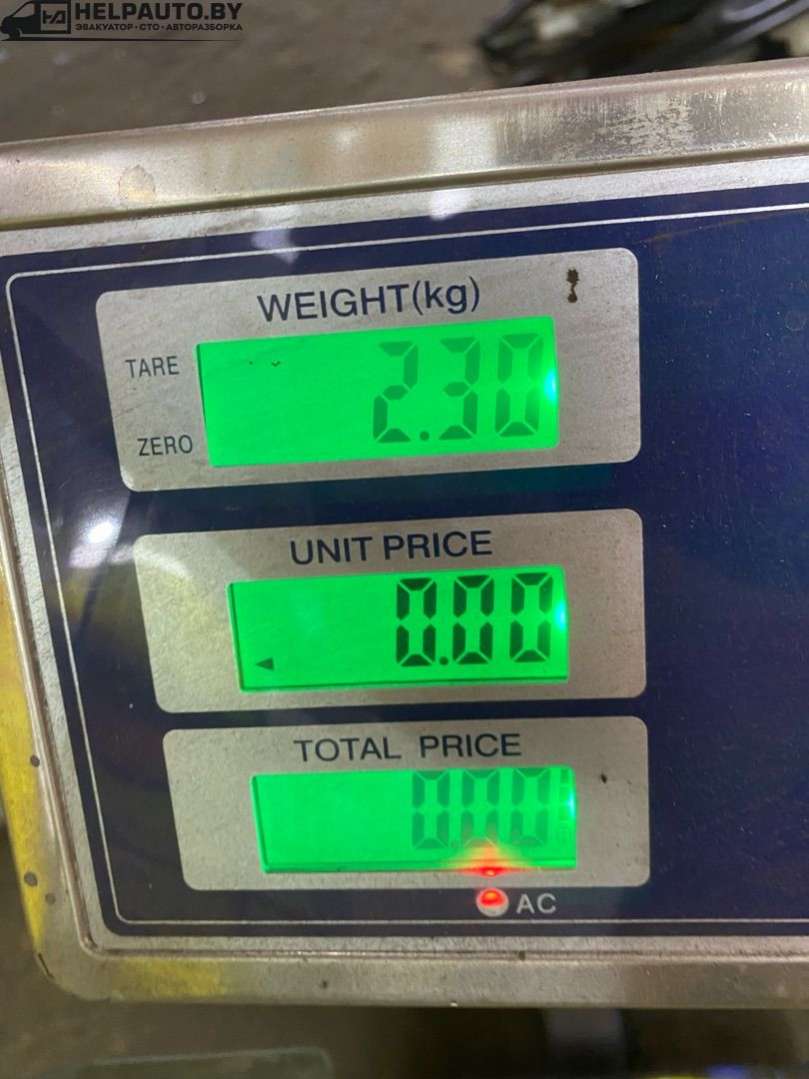 HELPAUTO.BY
ЭВАКУАТОР • СТО • АВТОРАЗБОРКА
WEIGHT(kg)
TARE
2.30
ZERO
UNIT PRICE
0.00
TOTAL PRICE
0.00
AC